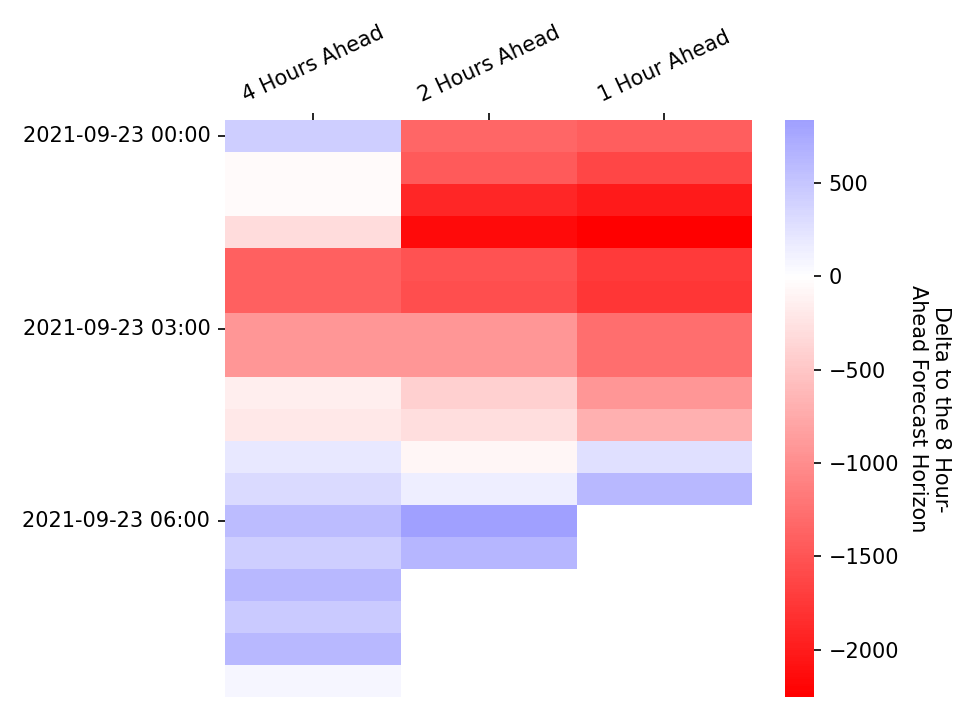 4 Hours Ahead
2 Hours Ahead
1 Hour Ahead
2021-09-23 00:00
2021-09-23 03:00
2021-09-23 06:00
500
0
−500
−1000
−1500
−2000
Delta to the 8 Hour-
Ahead Forecast Horizon